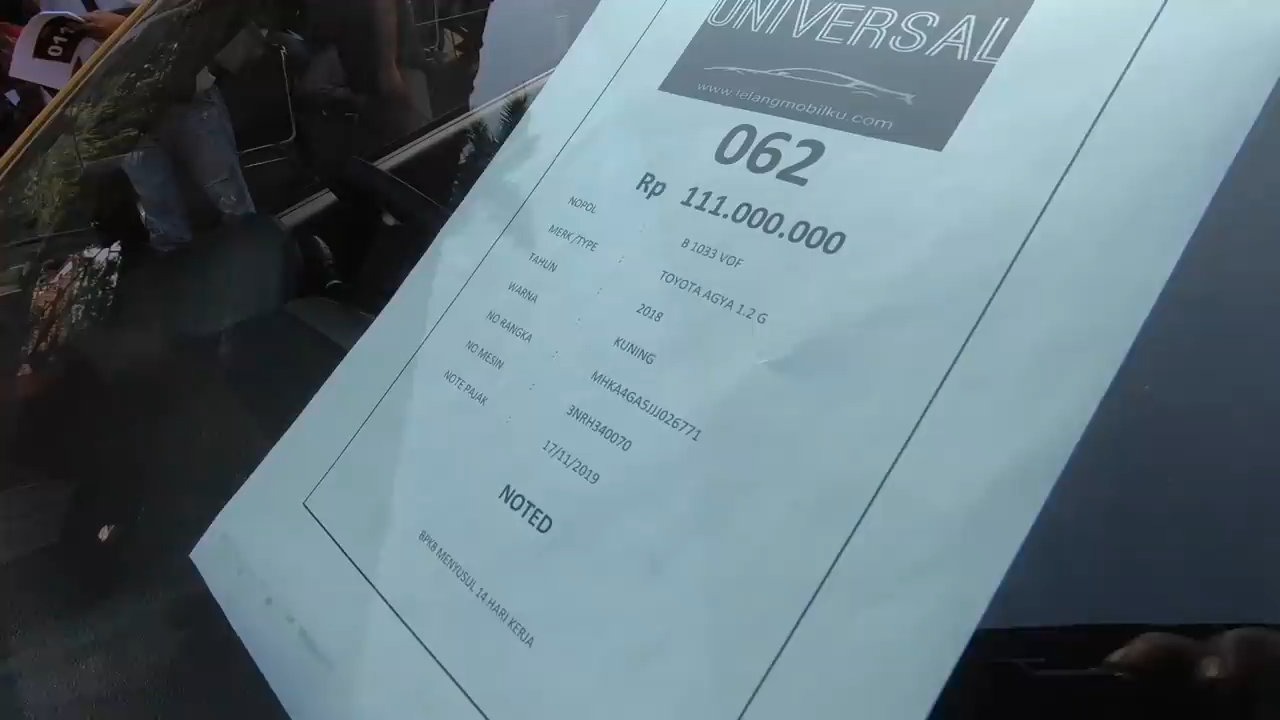 011
UNIVERSAL
www.lelangmobilku.com
062
Rp 111.000.000
NOPOL : B 1033 VOF
MERK /TYPE : TOYOTA AGYA 1.2 G
TAHUN : 2018
WARNA : KUNING
NO RANGKA : MHKA4GA5JJJ026771
NO MESIN : 3NRH340070
NOTE PAJAK : 17/11/2019
NOTED
BPKB MENYUSUL 14 HARI KERJA